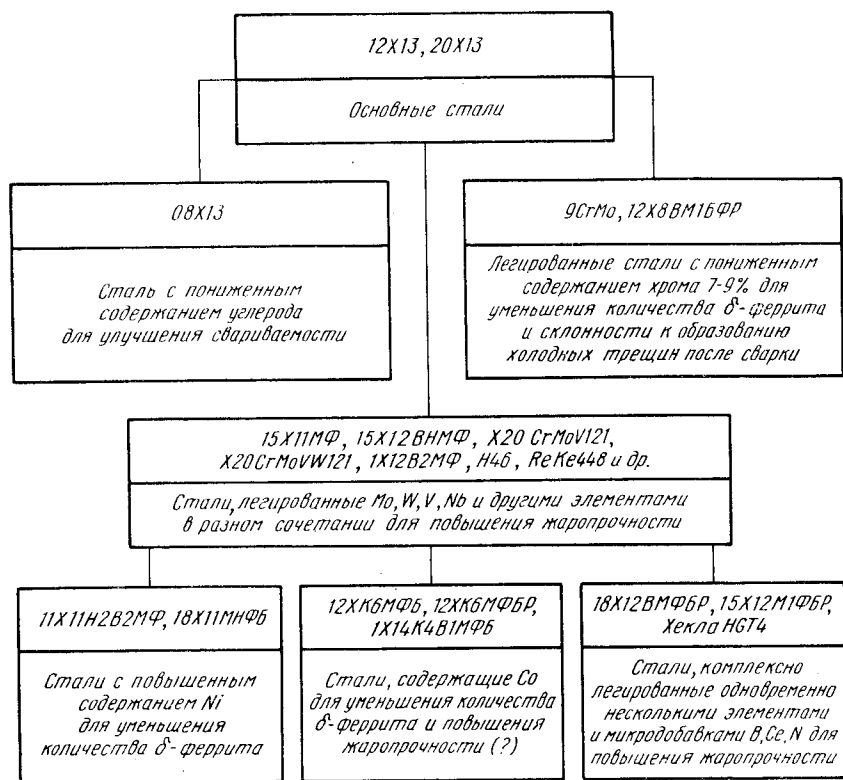 12Х13, 20Х13
Основные стали
08Х13
Сталь с пониженным
содержанием углерода
для улучшения свариваемости
9CrMo, 12Х8ВМ1БФР
Легированные стали с пониженным
содержанием хрома 7-9% для
уменьшения количества δ-феррита
и склонности к образованию
холодных трещин после сварки
15Х11МФ, 15Х12ВНМФ, Х20 CrMoV121,
Х20CrMoVW121, 1Х12В2МФ, Н46, ReKe448 и др.
Стали, легированные Mo, W, V, Nb и другими элементами
в разном сочетании для повышения жаропрочности
11Х11Н2В2МФ, 18Х11МНФБ
Стали с повышенным
содержанием Ni
для уменьшения
количества δ-феррита
12ХК6МФБ, 12ХК6МФБР,
1Х14К4В1МФБ
Стали, содержащие Co
для уменьшения количества
δ-феррита и повышения
жаропрочности (?)
18Х12ВМФБР, 15Х12М1ФБР,
Хекла HGT4
Стали, комплексно
легированные одновременно
несколькими элементами
и микродобавками B, Ce, N для
повышения жаропрочности